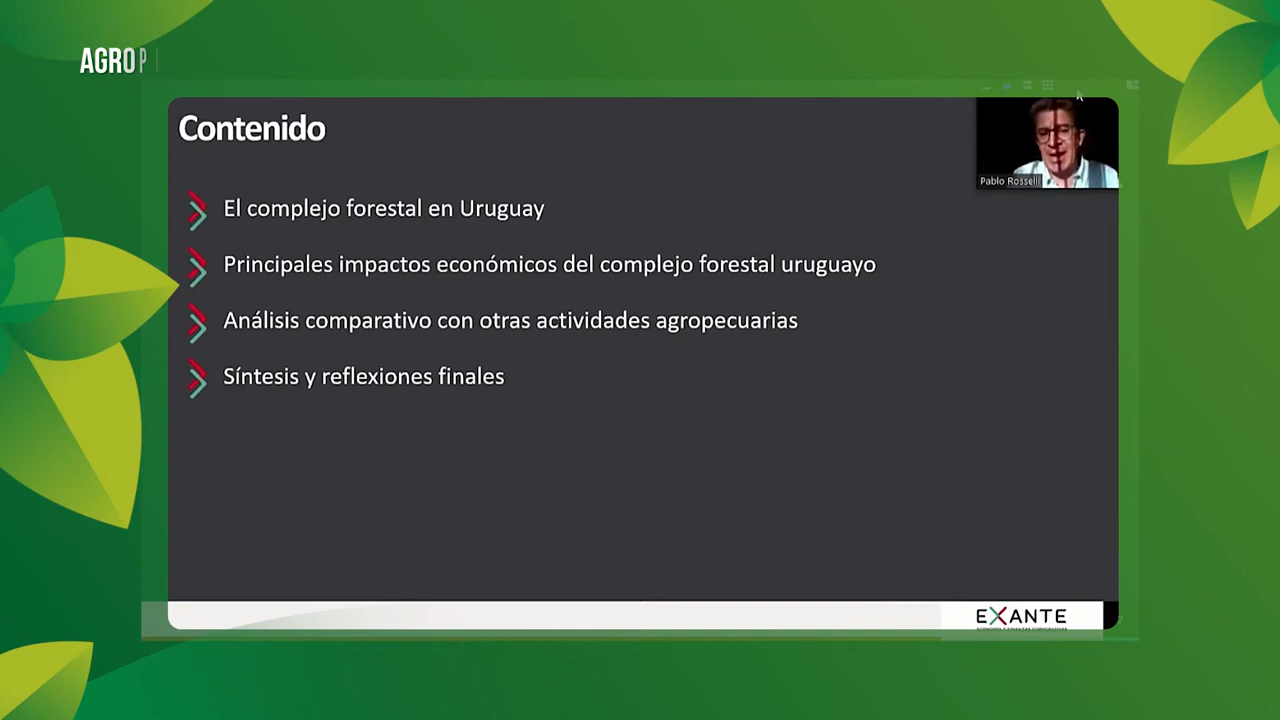 AGROP
Contenido
Pablo Rosselli
El complejo forestal en Uruguay
Principales impactos económicos del complejo forestal uruguayo
Análisis comparativo con otras actividades agropecuarias
Síntesis y reflexiones finales
EXANTE